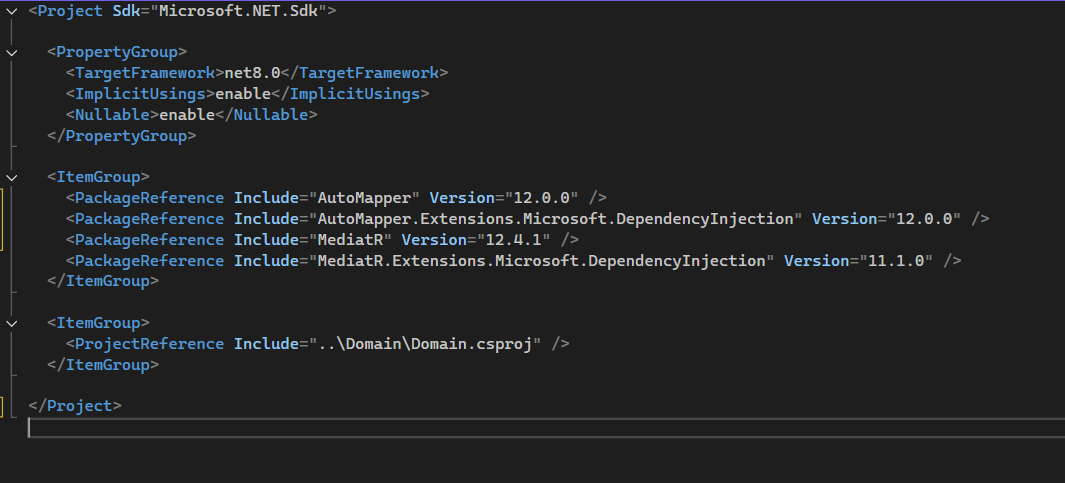 <Project Sdk="Microsoft.NET.Sdk">
<PropertyGroup>
<TargetFramework>net8.0</TargetFramework>
<ImplicitUsings>enable</ImplicitUsings>
<Nullable>enable</Nullable>
</PropertyGroup>
<ItemGroup>
<PackageReference Include="AutoMapper" Version="12.0.0" />
<PackageReference Include="AutoMapper.Extensions.Microsoft.DependencyInjection" Version="12.0.0" />
<PackageReference Include="MediatR" Version="12.4.1" />
<PackageReference Include="MediatR.Extensions.Microsoft.DependencyInjection" Version="11.1.0" />
</ItemGroup>
<ItemGroup>
<ProjectReference Include="..\Domain\Domain.csproj" />
</ItemGroup>
</Project>